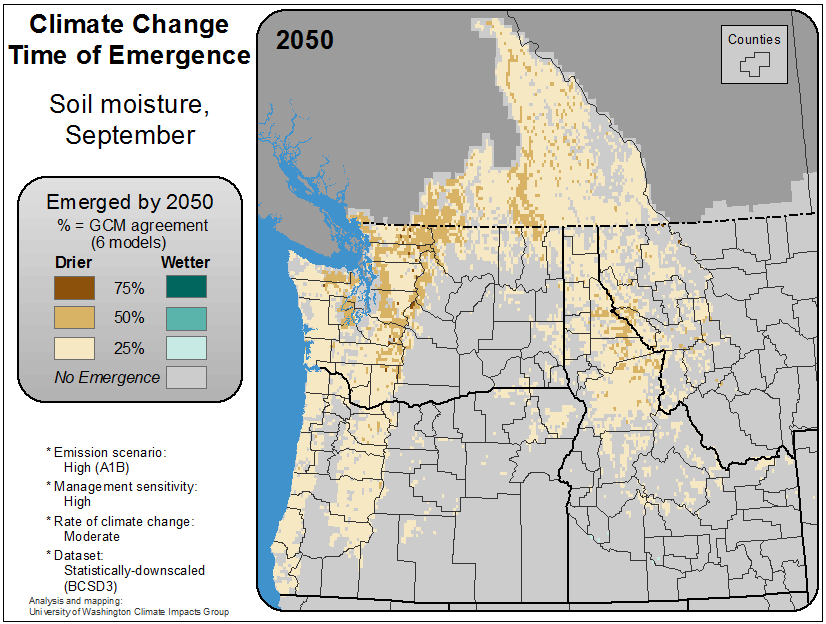 Climate Change
Time of Emergence
Soil moisture,
September
Emerged by 2050
% = GCM agreement
(6 models)
Drier Wetter
75%
50%
25%
No Emergence
* Emission scenario:
High (A1B)
* Management sensitivity:
High
* Rate of climate change:
Moderate
* Dataset:
Statistically-downscaled
(BCSD3)
Analysis and mapping:
University of Washington Climate Impacts Group
2050
Counties